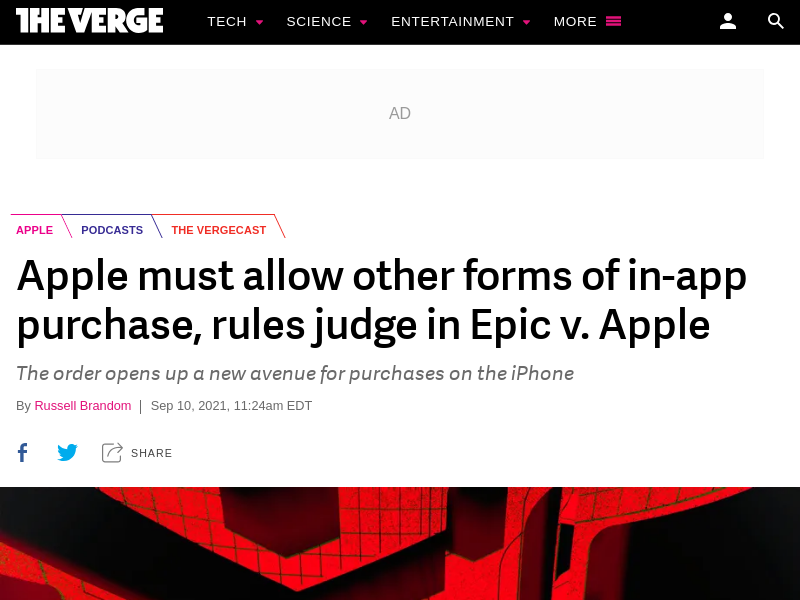 THE VERGE
TECH SCIENCE ENTERTAINMENT MORE
AD
APPLE PODCASTS THE VERGECAST
Apple must allow other forms of in-app
purchase, rules judge in Epic v. Apple
The order opens up a new avenue for purchases on the iPhone
By Russell Brandom | Sep 10, 2021, 11:24am EDT
SHARE